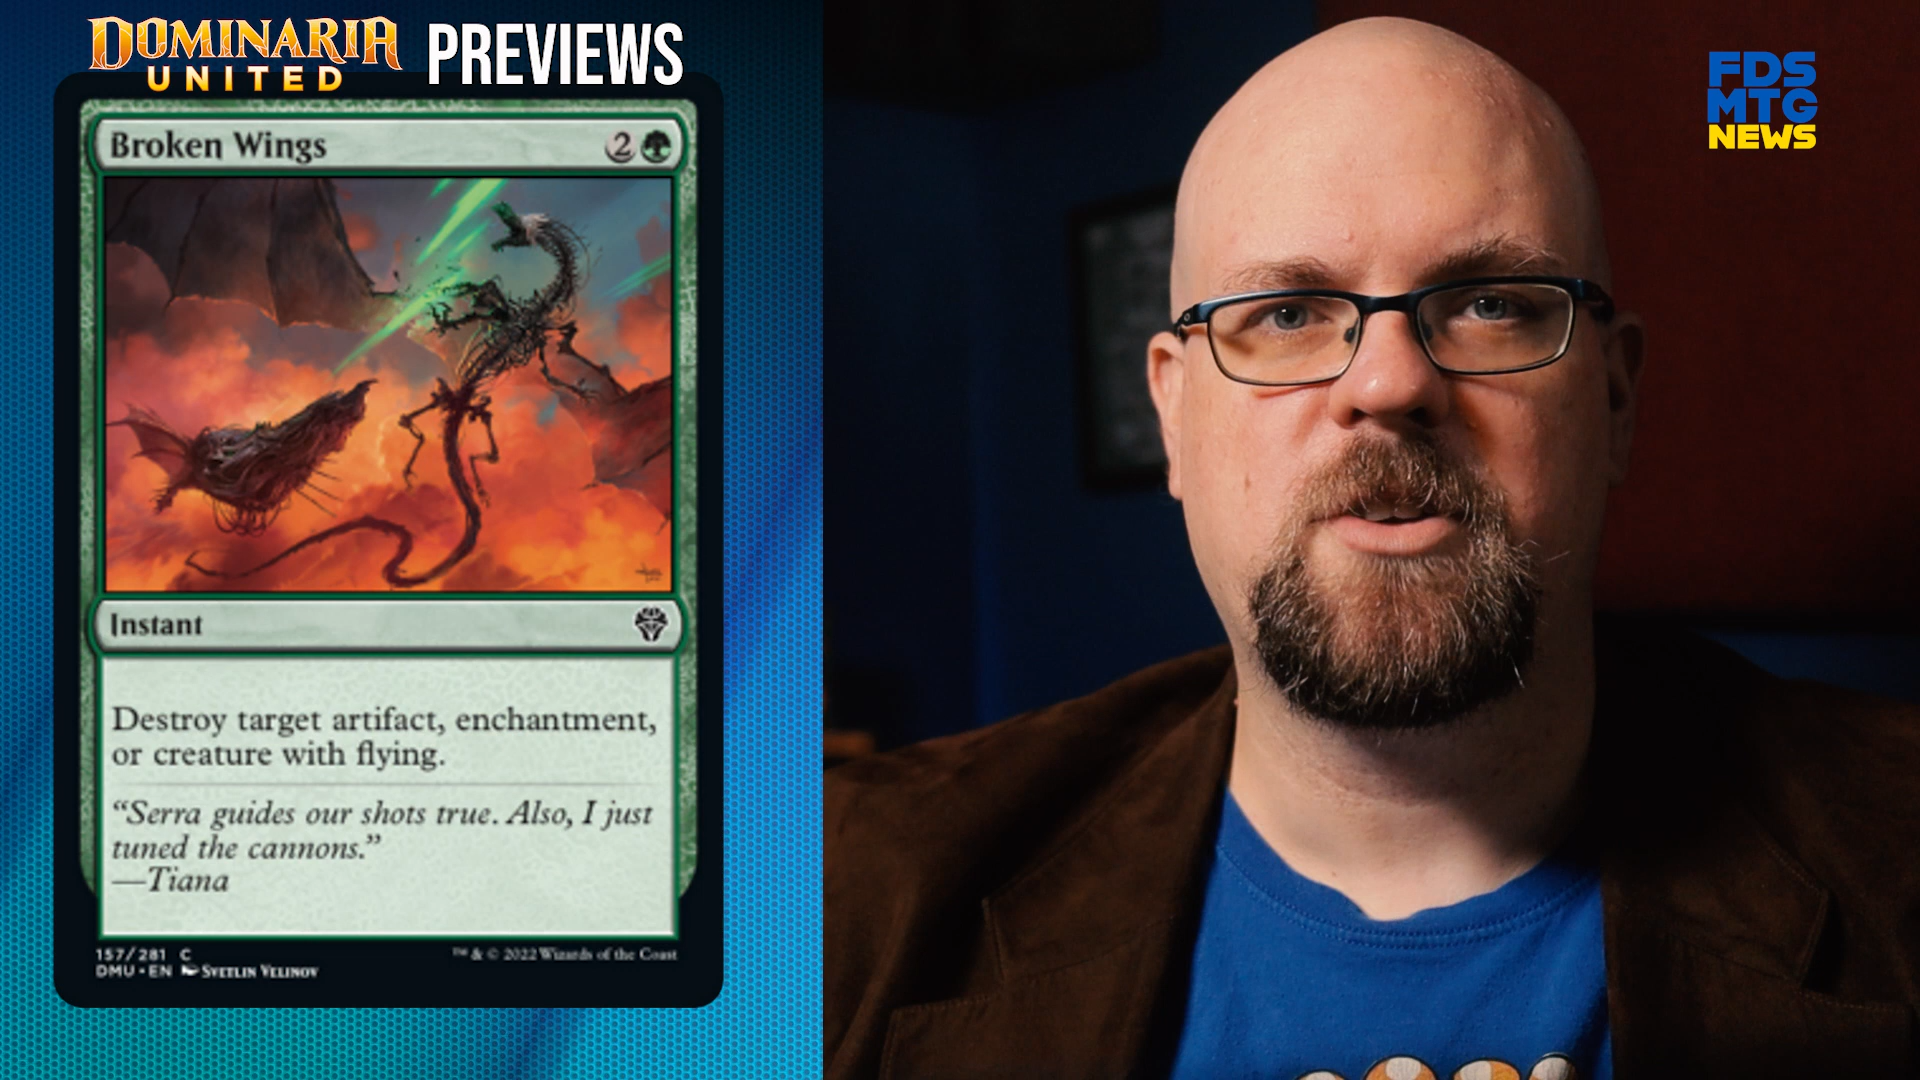 DOMINARIA
UNITED
PREVIEWS
Broken Wings
2
Instant
Destroy target artifact, enchantment,
or creature with flying.
“Serra guides our shots true. Also, I just
tuned the cannons.”
—Tiana
157/281 C
DMU • EN Svetlin Velinov
™ & © 2022 Wizards of the Coast
FDS
MTG
NEWS